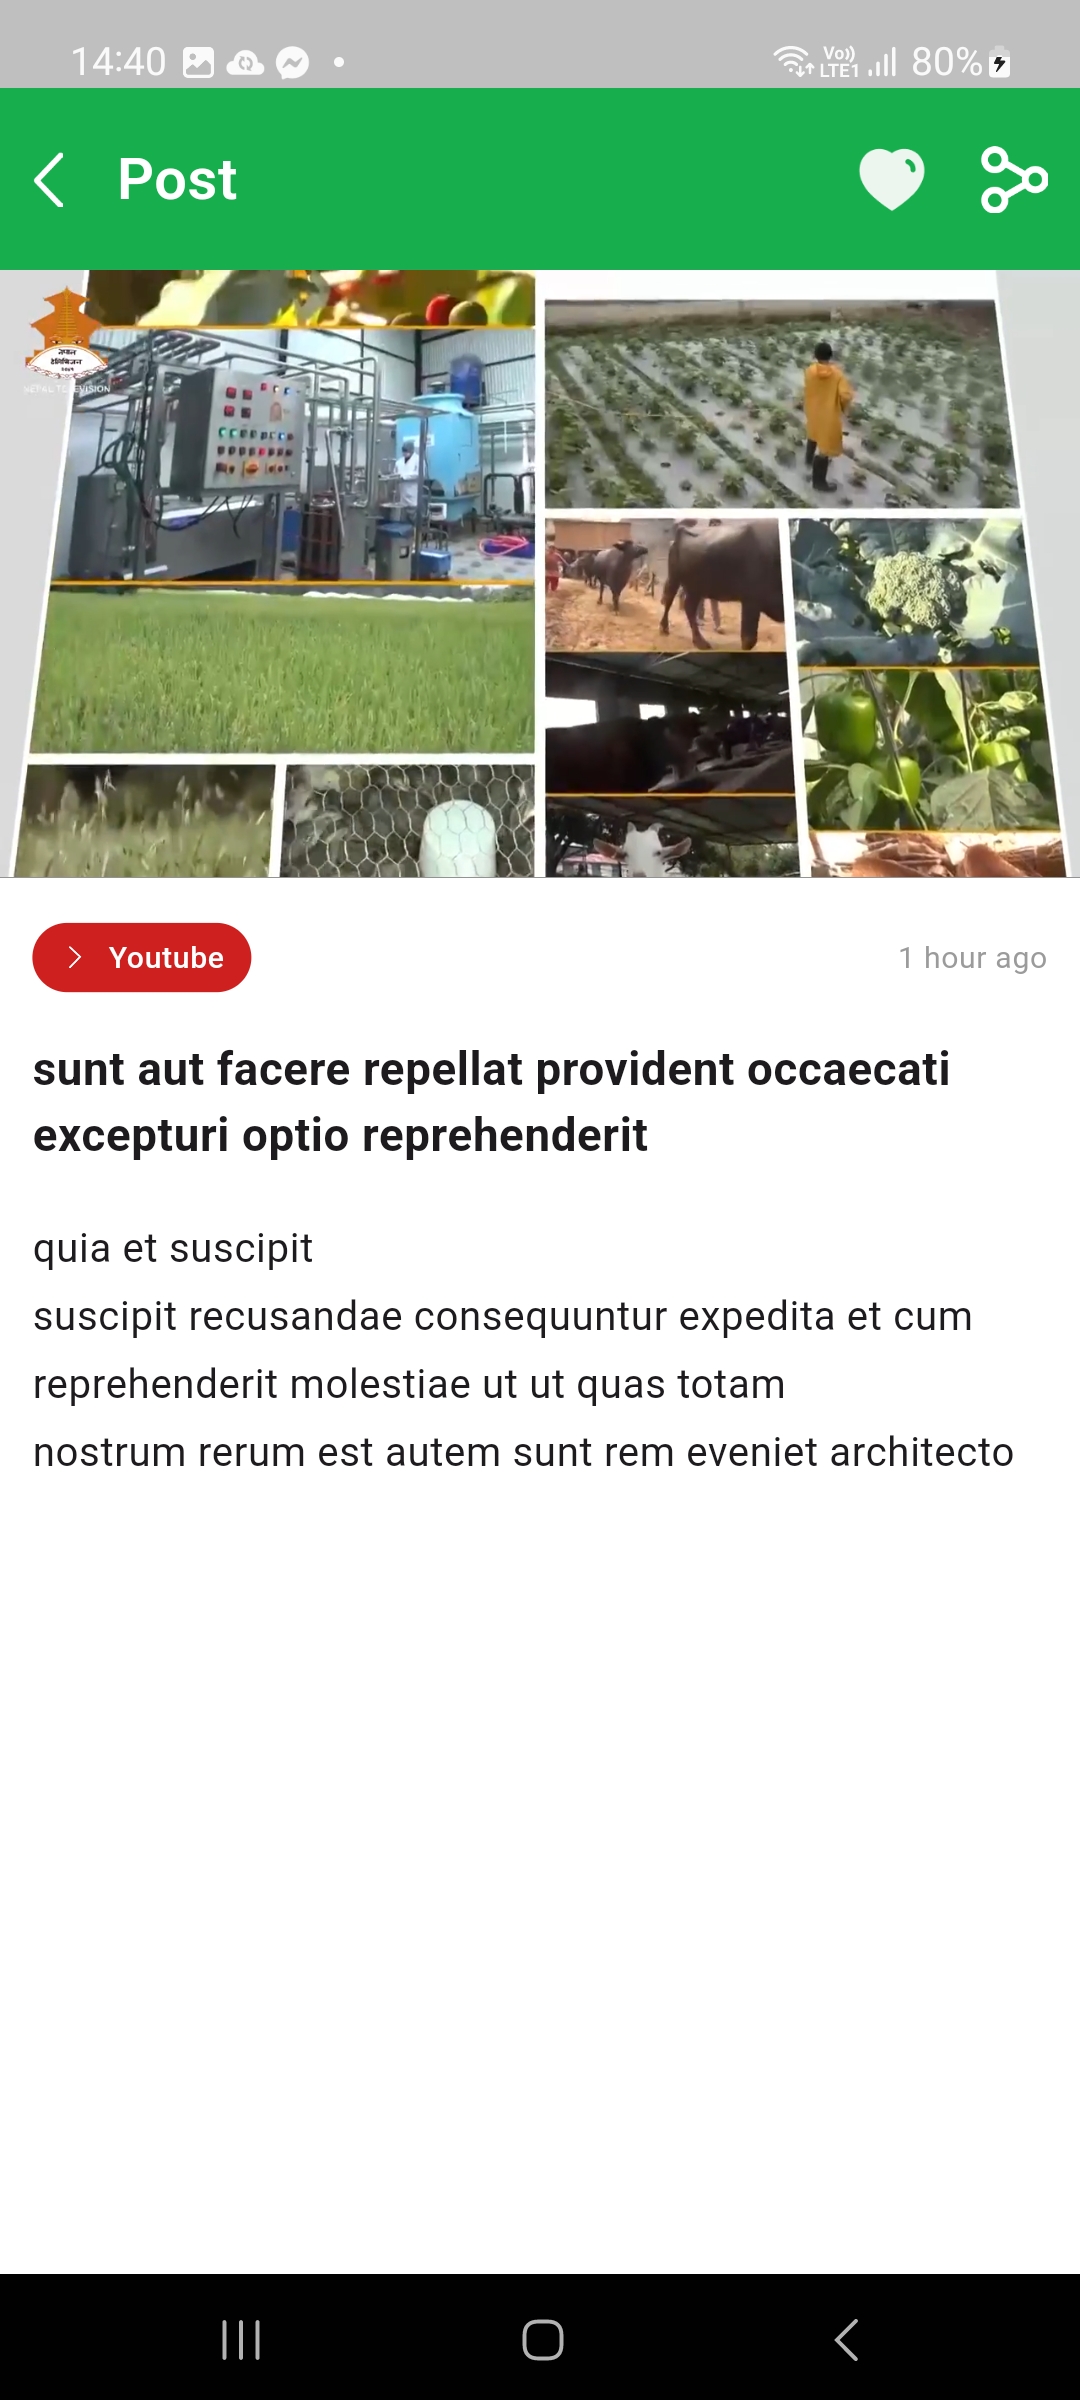 14:40
Vo))
LTE1
80%
Post
नेपाल
टेलिभिजन
२०४१
NEPAL TELEVISION
Youtube
1 hour ago
sunt aut facere repellat provident occaecati
excepturi optio reprehenderit
quia et suscipit
suscipit recusandae consequuntur expedita et cum
reprehenderit molestiae ut ut quas totam
nostrum rerum est autem sunt rem eveniet architecto